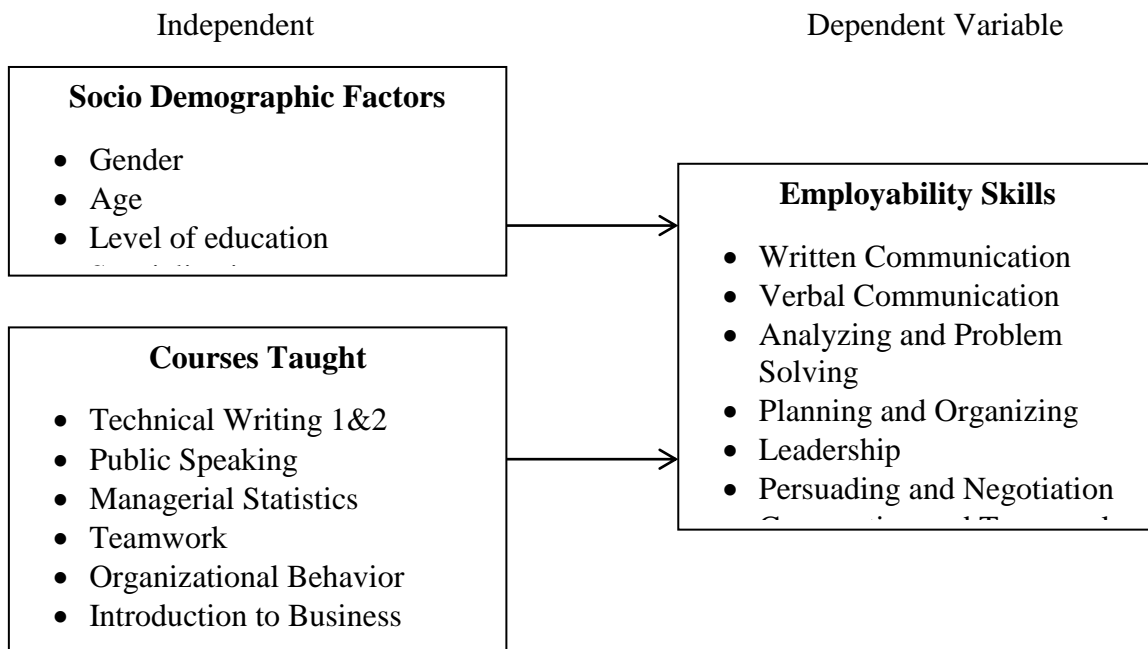 Independent
Dependent Variable
Socio Demographic Factors
• Gender
• Age
• Level of education
Courses Taught
• Technical Writing 1&2
• Public Speaking
• Managerial Statistics
• Teamwork
• Organizational Behavior
• Introduction to Business
Employability Skills
• Written Communication
• Verbal Communication
• Analyzing and Problem
Solving
• Planning and Organizing
• Leadership
• Persuading and Negotiation